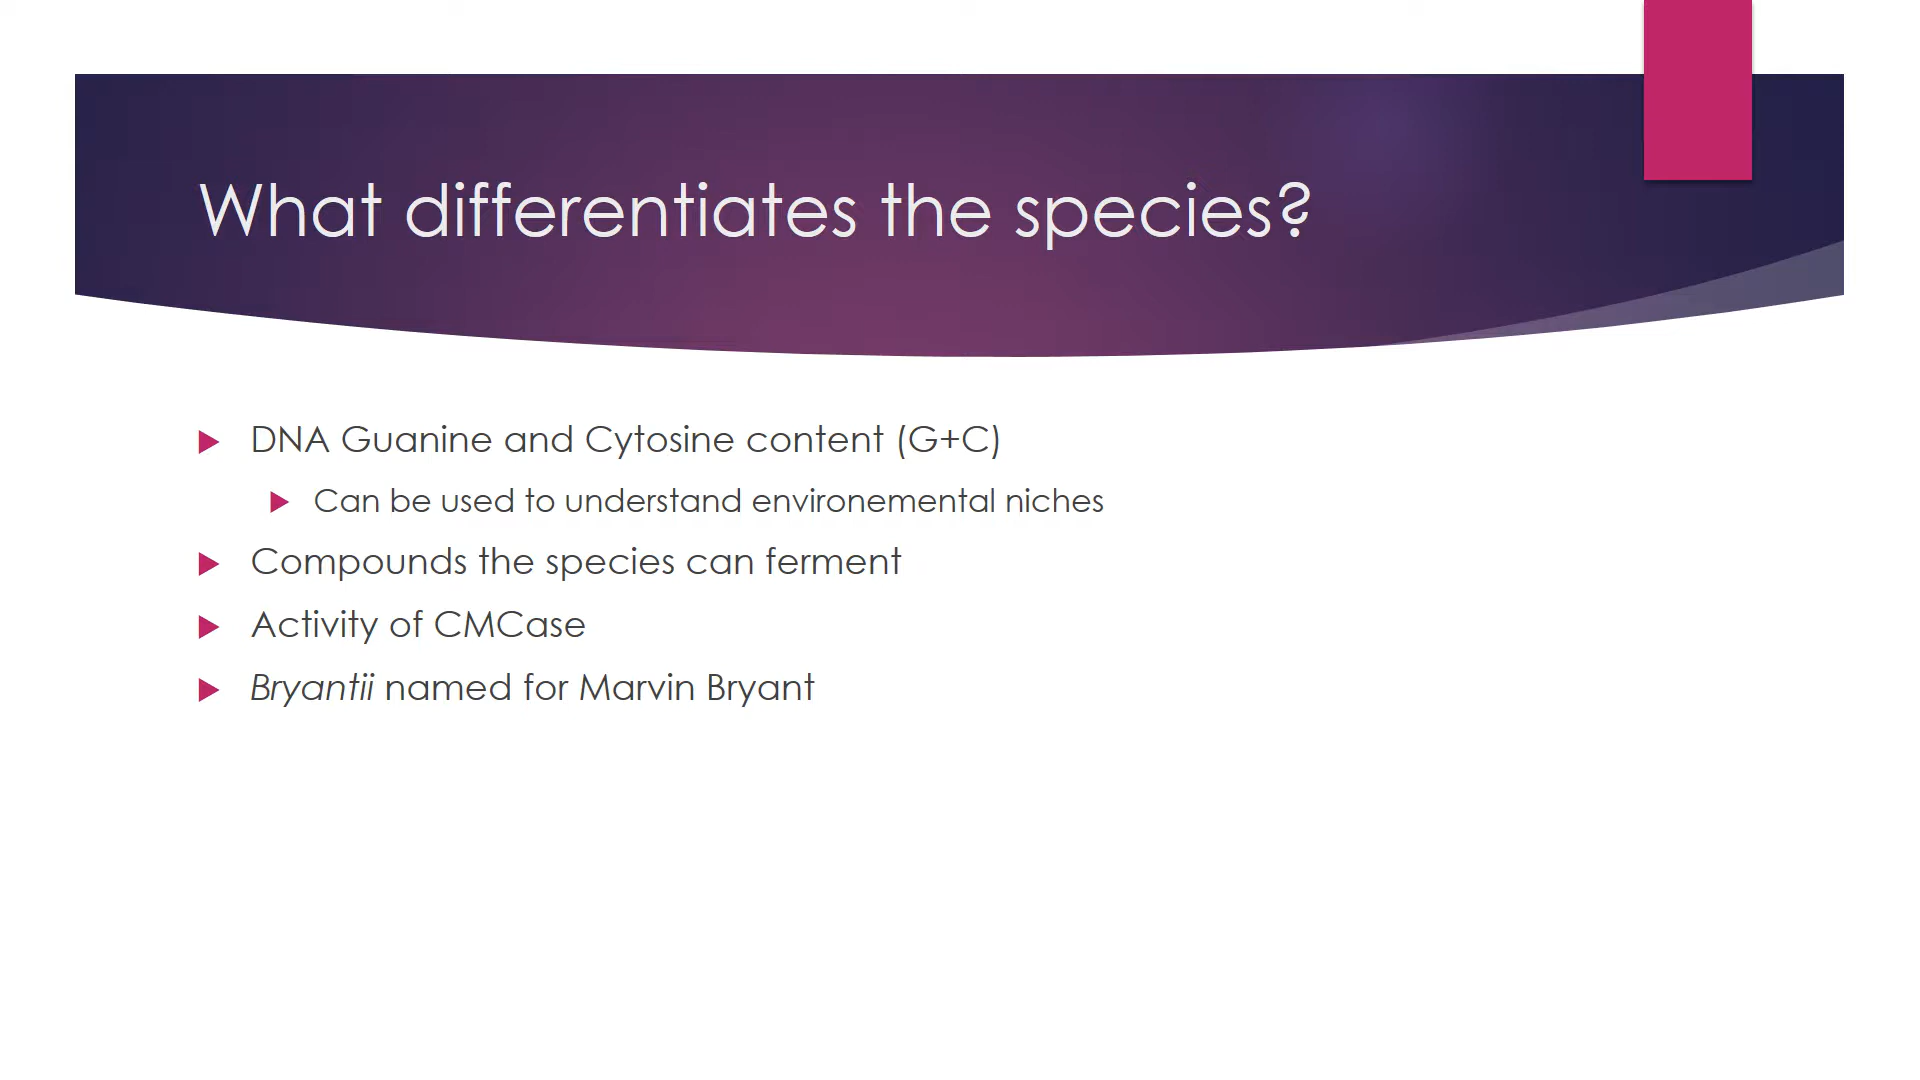 What differentiates the species?
DNA Guanine and Cytosine content (G+C)
Can be used to understand environemental niches
Compounds the species can ferment
Activity of CMCase
Bryantii named for Marvin Bryant